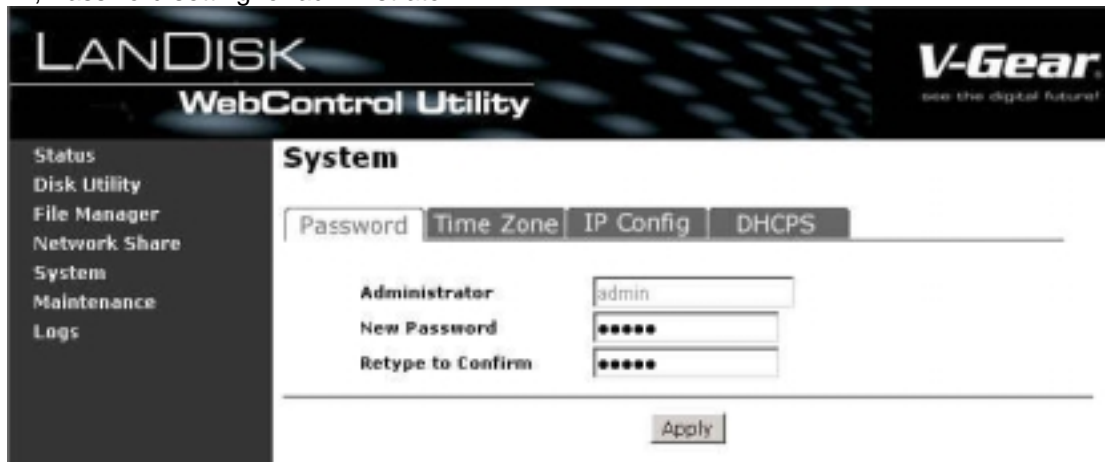 LANDISK
WebControl Utility
V-Gear
see the digital future!
Status
Disk Utility
File Manager
Network Share
System
Maintenance
Logs
System
Password Time Zone IP Config DHCPS
Administrator admin
New Password •••••
Retype to Confirm •••••
Apply